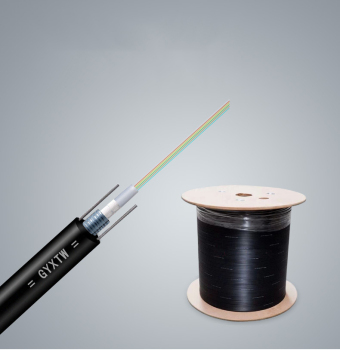 = GYXTW =